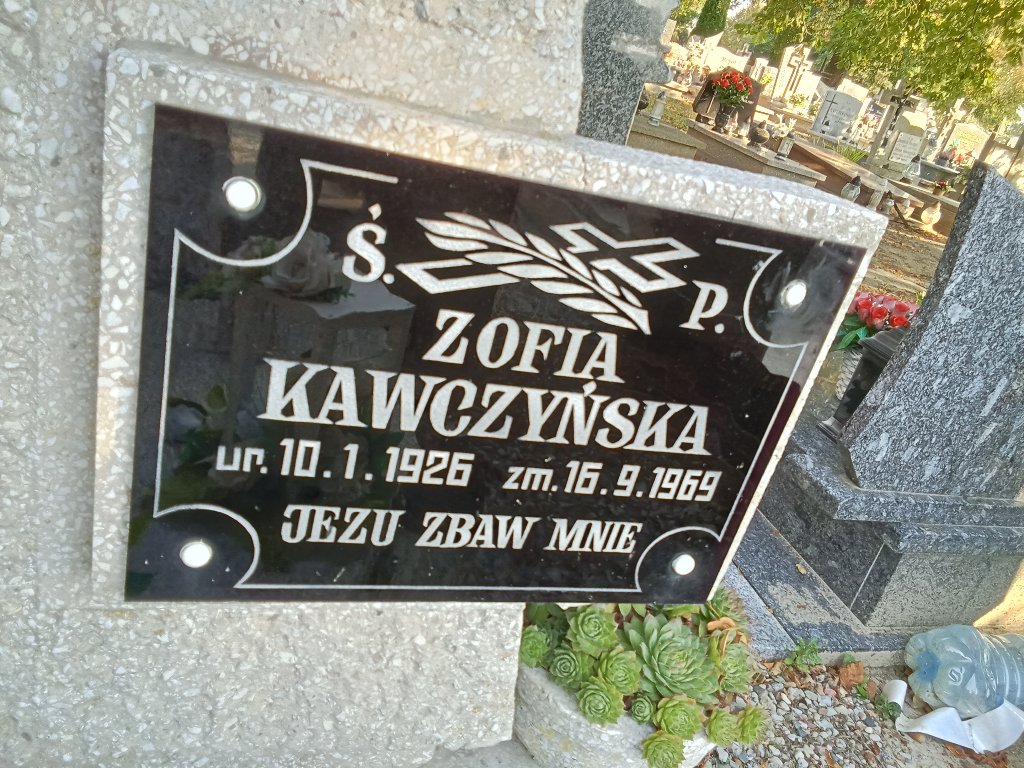 Ś. P.
ZOFIA
KAWCZYŃSKA
ur. 10.1.1926 zm. 16.9.1969
JEZU ZBAW MNIE